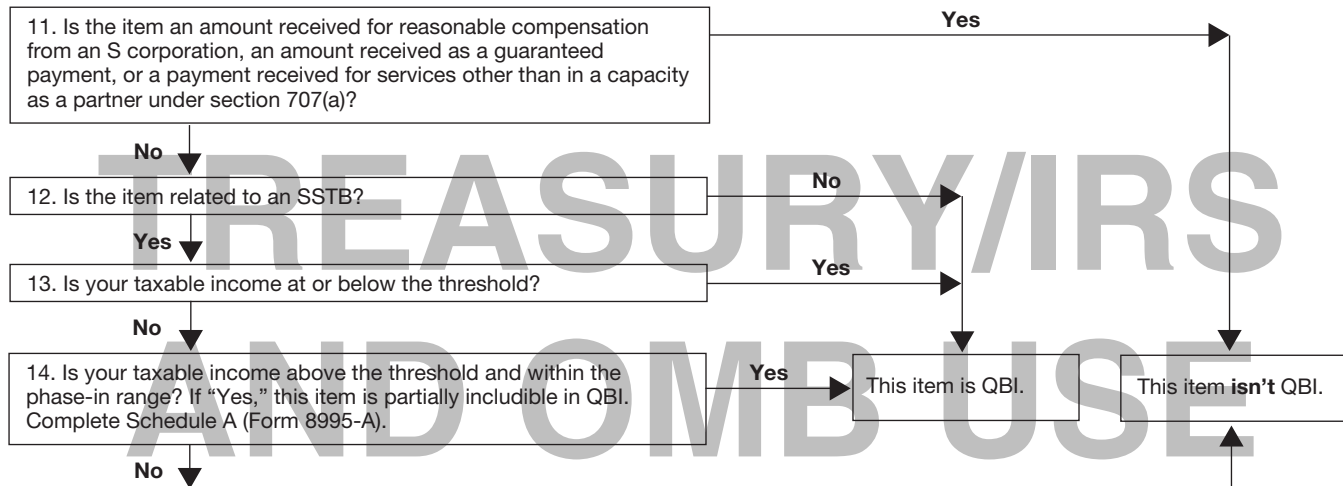 11. Is the item an amount received for reasonable compensation
from an S corporation, an amount received as a guaranteed
payment, or a payment received for services other than in a capacity
as a partner under section 707(a)?
Yes
No
TREASURY/IRS
12. Is the item related to an SSTB?
No
Yes
13. Is your taxable income at or below the threshold?
Yes
No
AND OMB USE
14. Is your taxable income above the threshold and within the
phase-in range? If “Yes,” this item is partially includible in QBI.
Complete Schedule A (Form 8995-A).
Yes
This item is QBI.
This item isn’t QBI.
No